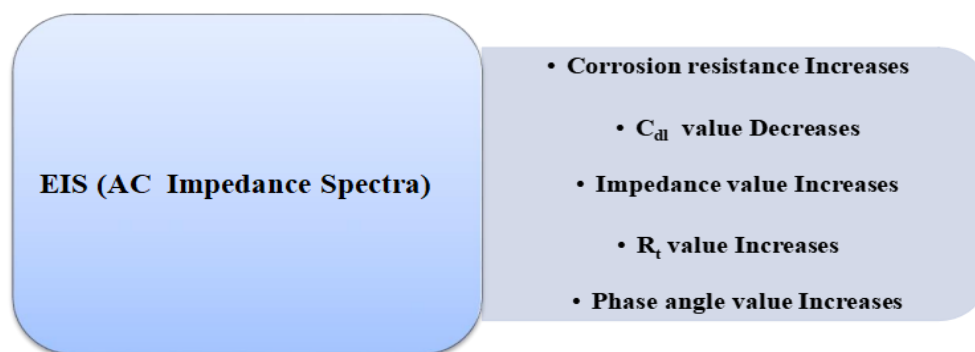 EIS (AC Impedance Spectra)
• Corrosion resistance Increases
• Cdl value Decreases
• Impedance value Increases
• Rt value Increases
• Phase angle value Increases